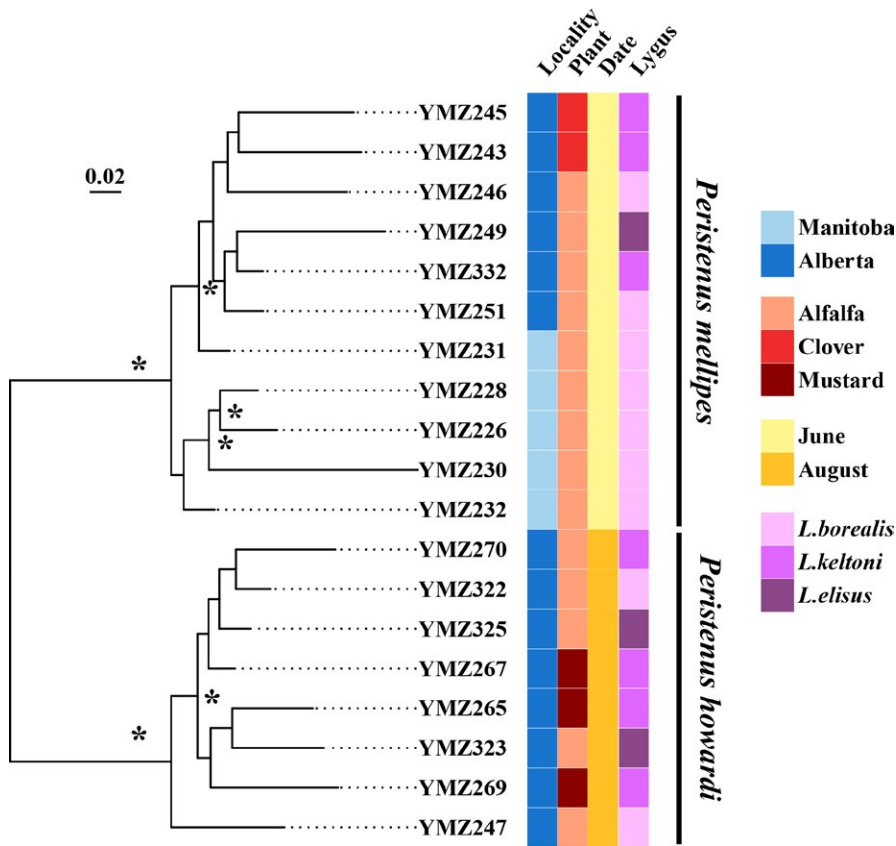 Locality
Plant
Date
Lygus
0.02
YMZ245
YMZ243
YMZ246
YMZ249
YMZ332
YMZ251
YMZ231
YMZ228
YMZ226
YMZ230
YMZ232
YMZ270
YMZ322
YMZ325
YMZ267
YMZ265
YMZ323
YMZ269
YMZ247
Peristenus mellipes
Peristenus howardi
Manitoba
Alberta
Alfalfa
Clover
Mustard
June
August
L.borealis
L.keltoni
L.elisus